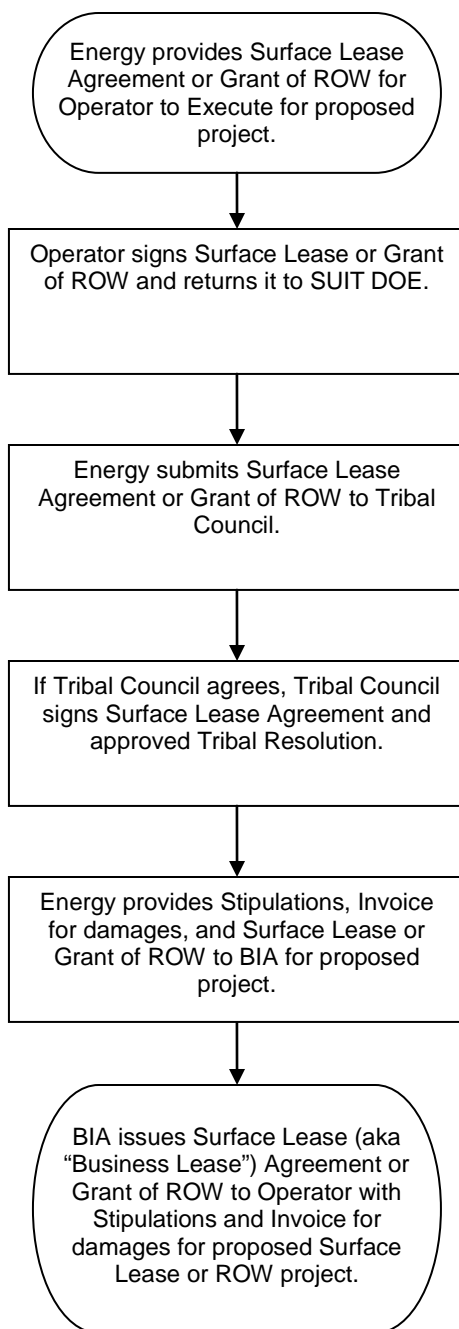 Energy provides Surface Lease
Agreement or Grant of ROW for
Operator to Execute for proposed
project.
Operator signs Surface Lease or Grant
of ROW and returns it to SUIT DOE.
Energy submits Surface Lease
Agreement or Grant of ROW to Tribal
Council.
If Tribal Council agrees, Tribal Council
signs Surface Lease Agreement and
approved Tribal Resolution.
Energy provides Stipulations, Invoice
for damages, and Surface Lease or
Grant of ROW to BIA for proposed
project.
BIA issues Surface Lease (aka
“Business Lease”) Agreement or
Grant of ROW to Operator with
Stipulations and Invoice for
damages for proposed Surface
Lease or ROW project.